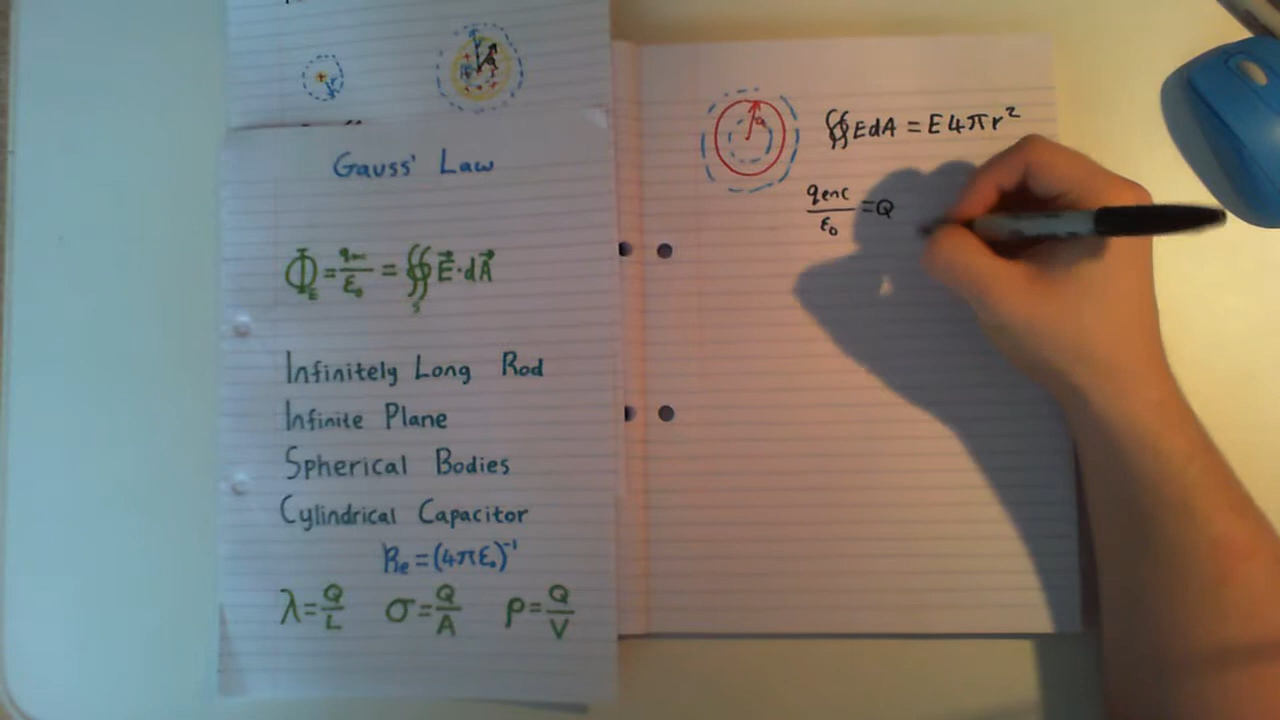 Gauss' Law
Φ_E = q_enc/ε₀ = ∯_S E⃗·dA⃗
Infinitely Long Rod
Infinite Plane
Spherical Bodies
Cylindrical Capacitor
k_e = (4πε₀)⁻¹
λ = Q/L σ = Q/A ρ = Q/V
a
∯EdA = E4πr²
q_enc/ε₀ = Q